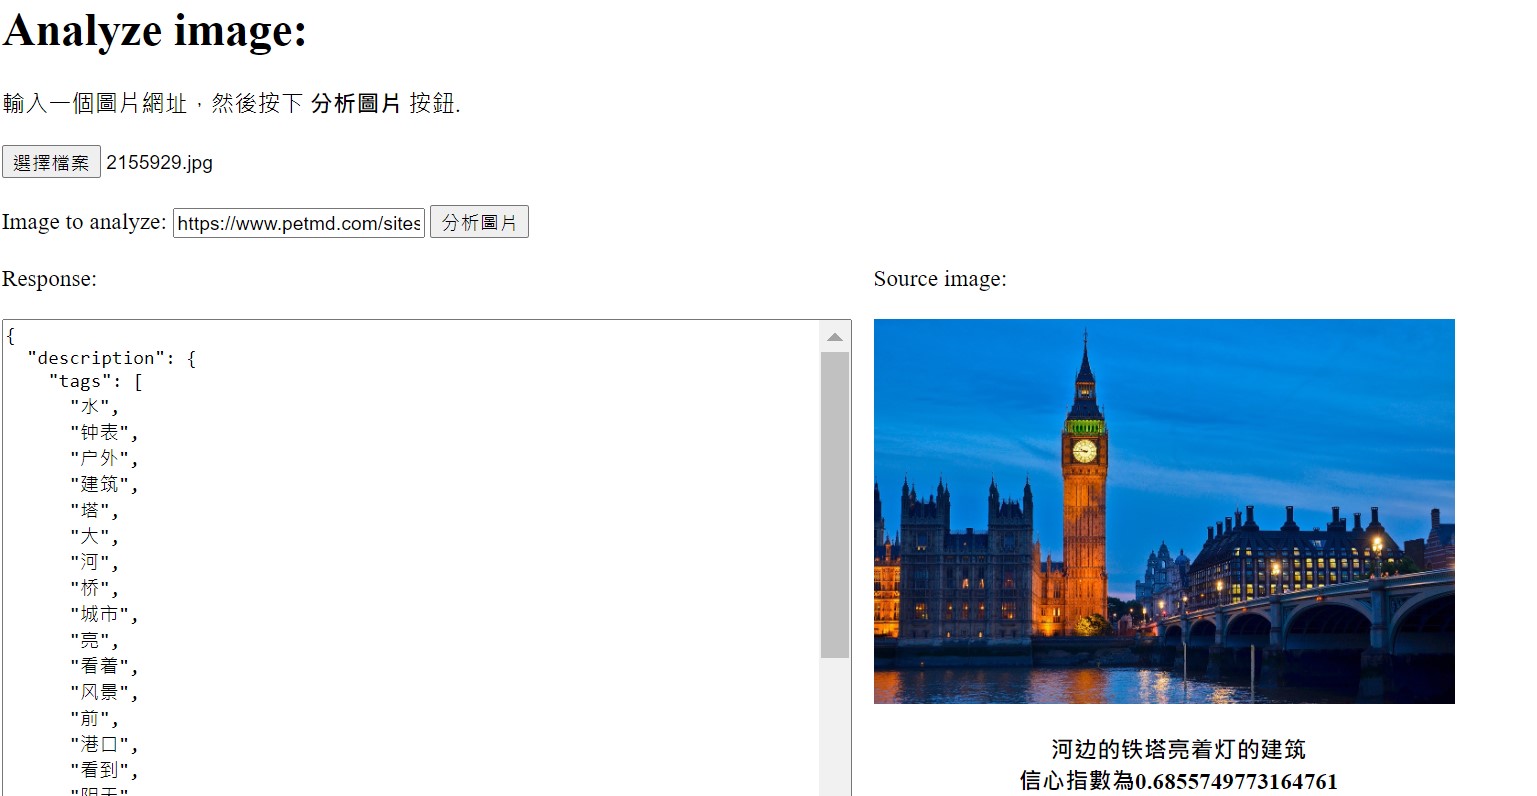 Analyze image:
輸入一個圖片網址，然後按下 分析圖片 按鈕.
選擇檔案 2155929.jpg
Image to analyze: https://www.petmd.com/sites 分析圖片
Response:
Source image:
{
"description": {
"tags": [
"水",
"钟表",
"户外",
"建筑",
"塔",
"大",
"河",
"桥",
"城市",
"亮",
"看着",
"风景",
"前",
"港口",
"看到",
"阴天"
河边的铁塔亮着灯的建筑
信心指數為0.6855749773164761